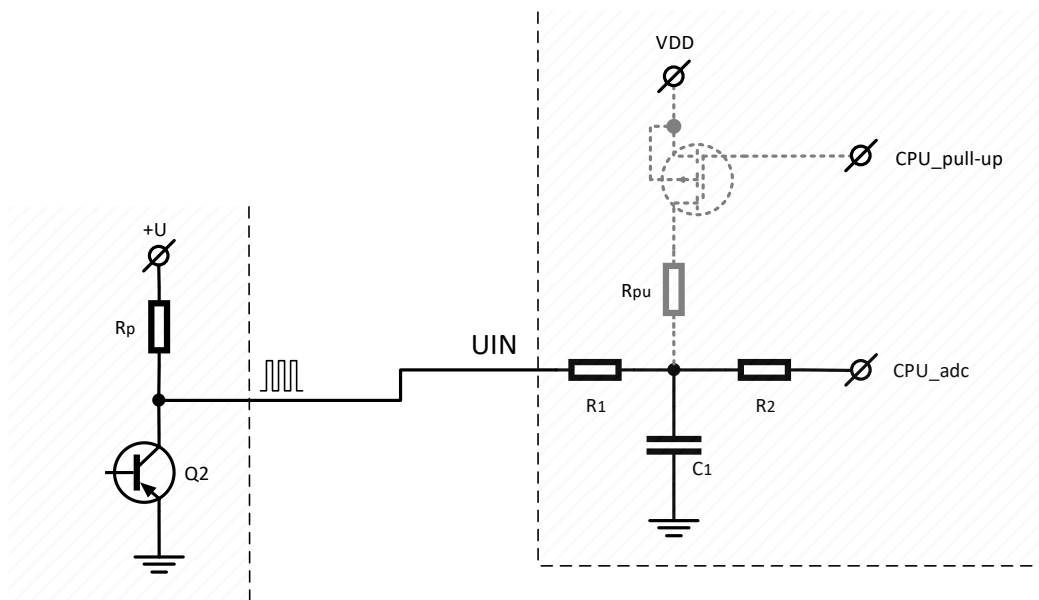 VDD
CPU_pull-up
+U
Rpu
Rp
UIN
CPU_adc
R1
R2
Q2
C1